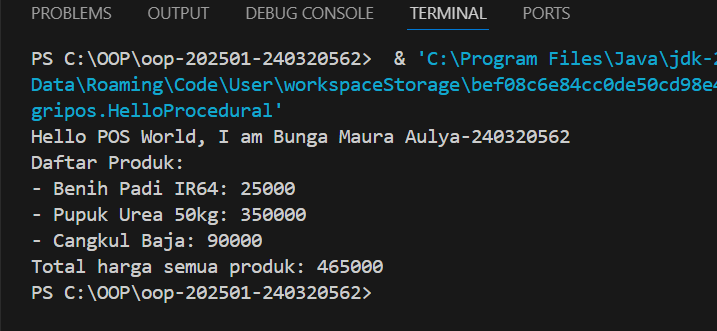 PROBLEMS OUTPUT DEBUG CONSOLE TERMINAL PORTS
PS C:\OOP\oop-202501-240320562>  & 'C:\Program Files\Java\jdk-2
Data\Roaming\Code\User\workspaceStorage\bef08c6e84cc0de50cd98e4
gripos.HelloProcedural'
Hello POS World, I am Bunga Maura Aulya-240320562
Daftar Produk:
- Benih Padi IR64: 25000
- Pupuk Urea 50kg: 350000
- Cangkul Baja: 90000
Total harga semua produk: 465000
PS C:\OOP\oop-202501-240320562>